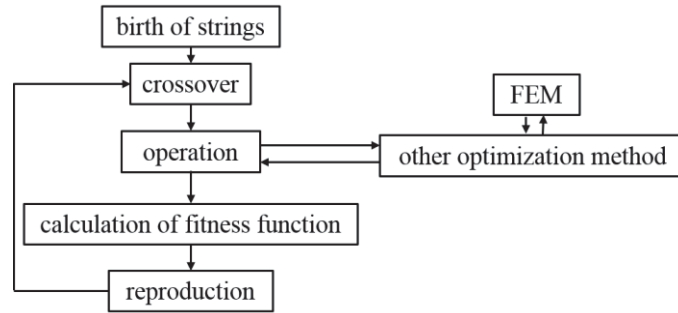 birth of strings
crossover
FEM
operation
other optimization method
calculation of fitness function
reproduction